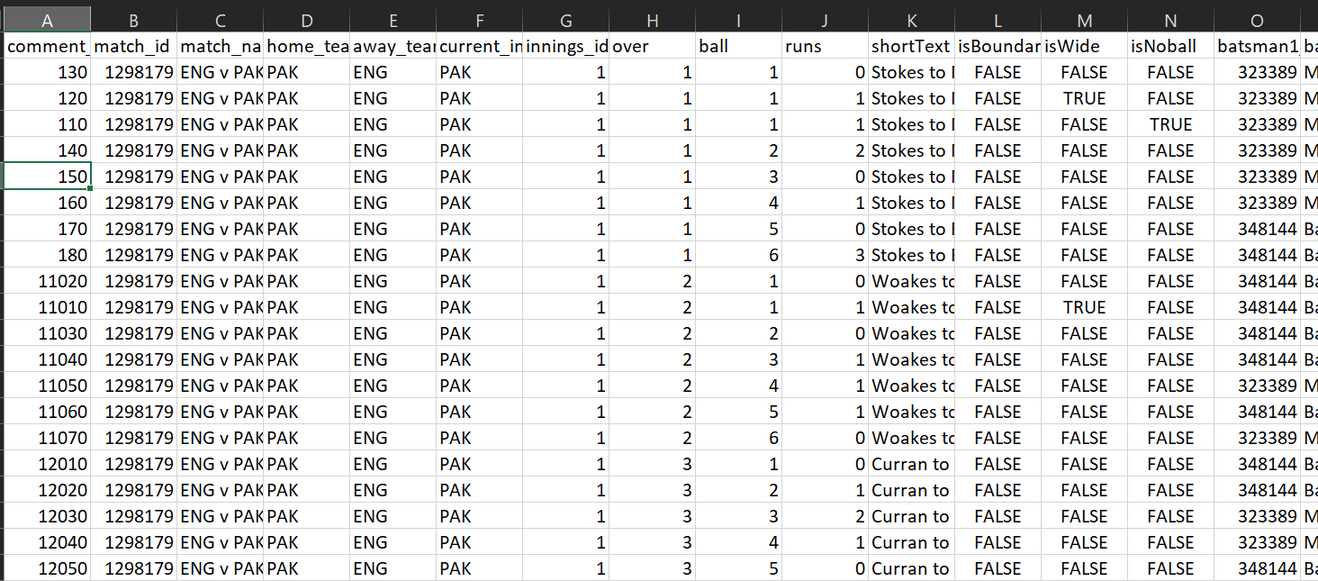 A B C D E F G H I J K L M N O
comment_ match_id match_na home_tea away_tea current_in innings_id over ball runs shortText isBoundar isWide isNoball batsman1_ ba
130 1298179 ENG v PAK PAK ENG PAK 1 1 1 0 Stokes to FALSE FALSE FALSE 323389 M
120 1298179 ENG v PAK PAK ENG PAK 1 1 1 1 Stokes to FALSE TRUE FALSE 323389 M
110 1298179 ENG v PAK PAK ENG PAK 1 1 1 1 Stokes to FALSE FALSE TRUE 323389 M
140 1298179 ENG v PAK PAK ENG PAK 1 1 2 2 Stokes to FALSE FALSE FALSE 323389 M
150 1298179 ENG v PAK PAK ENG PAK 1 1 3 0 Stokes to FALSE FALSE FALSE 323389 M
160 1298179 ENG v PAK PAK ENG PAK 1 1 4 1 Stokes to FALSE FALSE FALSE 323389 M
170 1298179 ENG v PAK PAK ENG PAK 1 1 5 0 Stokes to FALSE FALSE FALSE 348144 Ba
180 1298179 ENG v PAK PAK ENG PAK 1 1 6 3 Stokes to FALSE FALSE FALSE 348144 Ba
11020 1298179 ENG v PAK PAK ENG PAK 1 2 1 0 Woakes to FALSE FALSE FALSE 348144 Ba
11010 1298179 ENG v PAK PAK ENG PAK 1 2 1 1 Woakes to FALSE TRUE FALSE 348144 Ba
11030 1298179 ENG v PAK PAK ENG PAK 1 2 2 0 Woakes to FALSE FALSE FALSE 348144 Ba
11040 1298179 ENG v PAK PAK ENG PAK 1 2 3 1 Woakes to FALSE FALSE FALSE 348144 Ba
11050 1298179 ENG v PAK PAK ENG PAK 1 2 4 1 Woakes to FALSE FALSE FALSE 323389 M
11060 1298179 ENG v PAK PAK ENG PAK 1 2 5 1 Woakes to FALSE FALSE FALSE 348144 Ba
11070 1298179 ENG v PAK PAK ENG PAK 1 2 6 0 Woakes to FALSE FALSE FALSE 323389 M
12010 1298179 ENG v PAK PAK ENG PAK 1 3 1 0 Curran to FALSE FALSE FALSE 348144 Ba
12020 1298179 ENG v PAK PAK ENG PAK 1 3 2 1 Curran to FALSE FALSE FALSE 348144 Ba
12030 1298179 ENG v PAK PAK ENG PAK 1 3 3 2 Curran to FALSE FALSE FALSE 323389 M
12040 1298179 ENG v PAK PAK ENG PAK 1 3 4 1 Curran to FALSE FALSE FALSE 323389 M
12050 1298179 ENG v PAK PAK ENG PAK 1 3 5 0 Curran to FALSE FALSE FALSE 348144 Ba